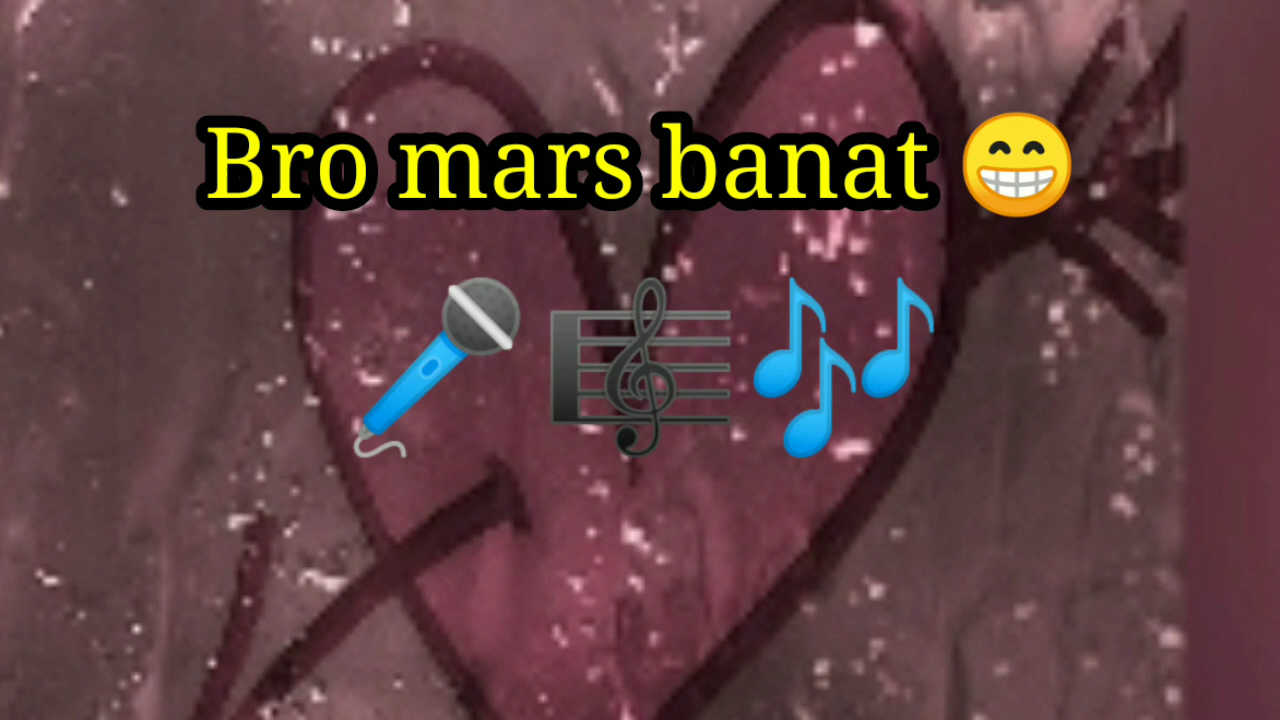 Bro mars banat 😁
🎤 🎼 🎶